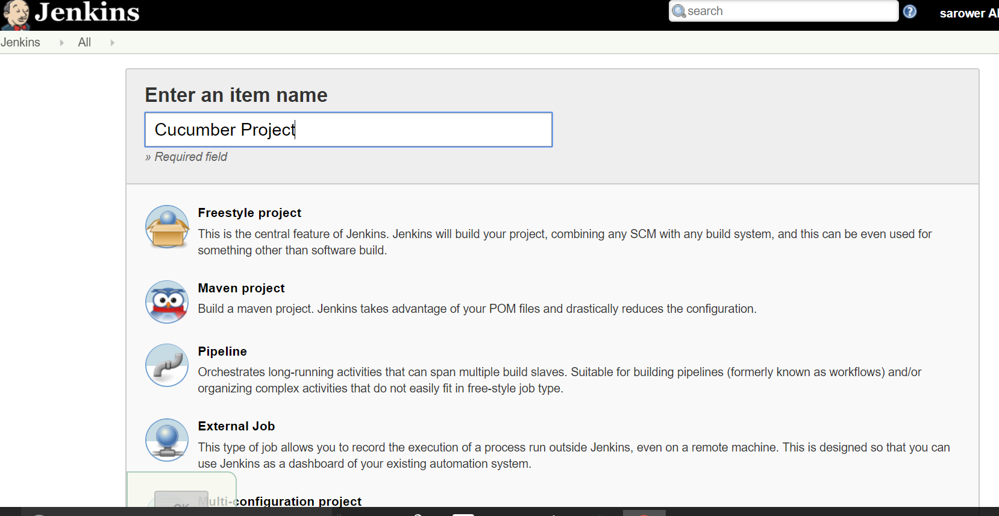 Jenkins
search
sarower Al
Jenkins
All
Enter an item name
Cucumber Project
» Required field
Freestyle project
This is the central feature of Jenkins. Jenkins will build your project, combining any SCM with any build system, and this can be even used for
something other than software build.
Maven project
Build a maven project. Jenkins takes advantage of your POM files and drastically reduces the configuration.
Pipeline
Orchestrates long-running activities that can span multiple build slaves. Suitable for building pipelines (formerly known as workflows) and/or
organizing complex activities that do not easily fit in free-style job type.
External Job
This type of job allows you to record the execution of a process run outside Jenkins, even on a remote machine. This is designed so that you can
use Jenkins as a dashboard of your existing automation system.
Multi-configuration project
OK